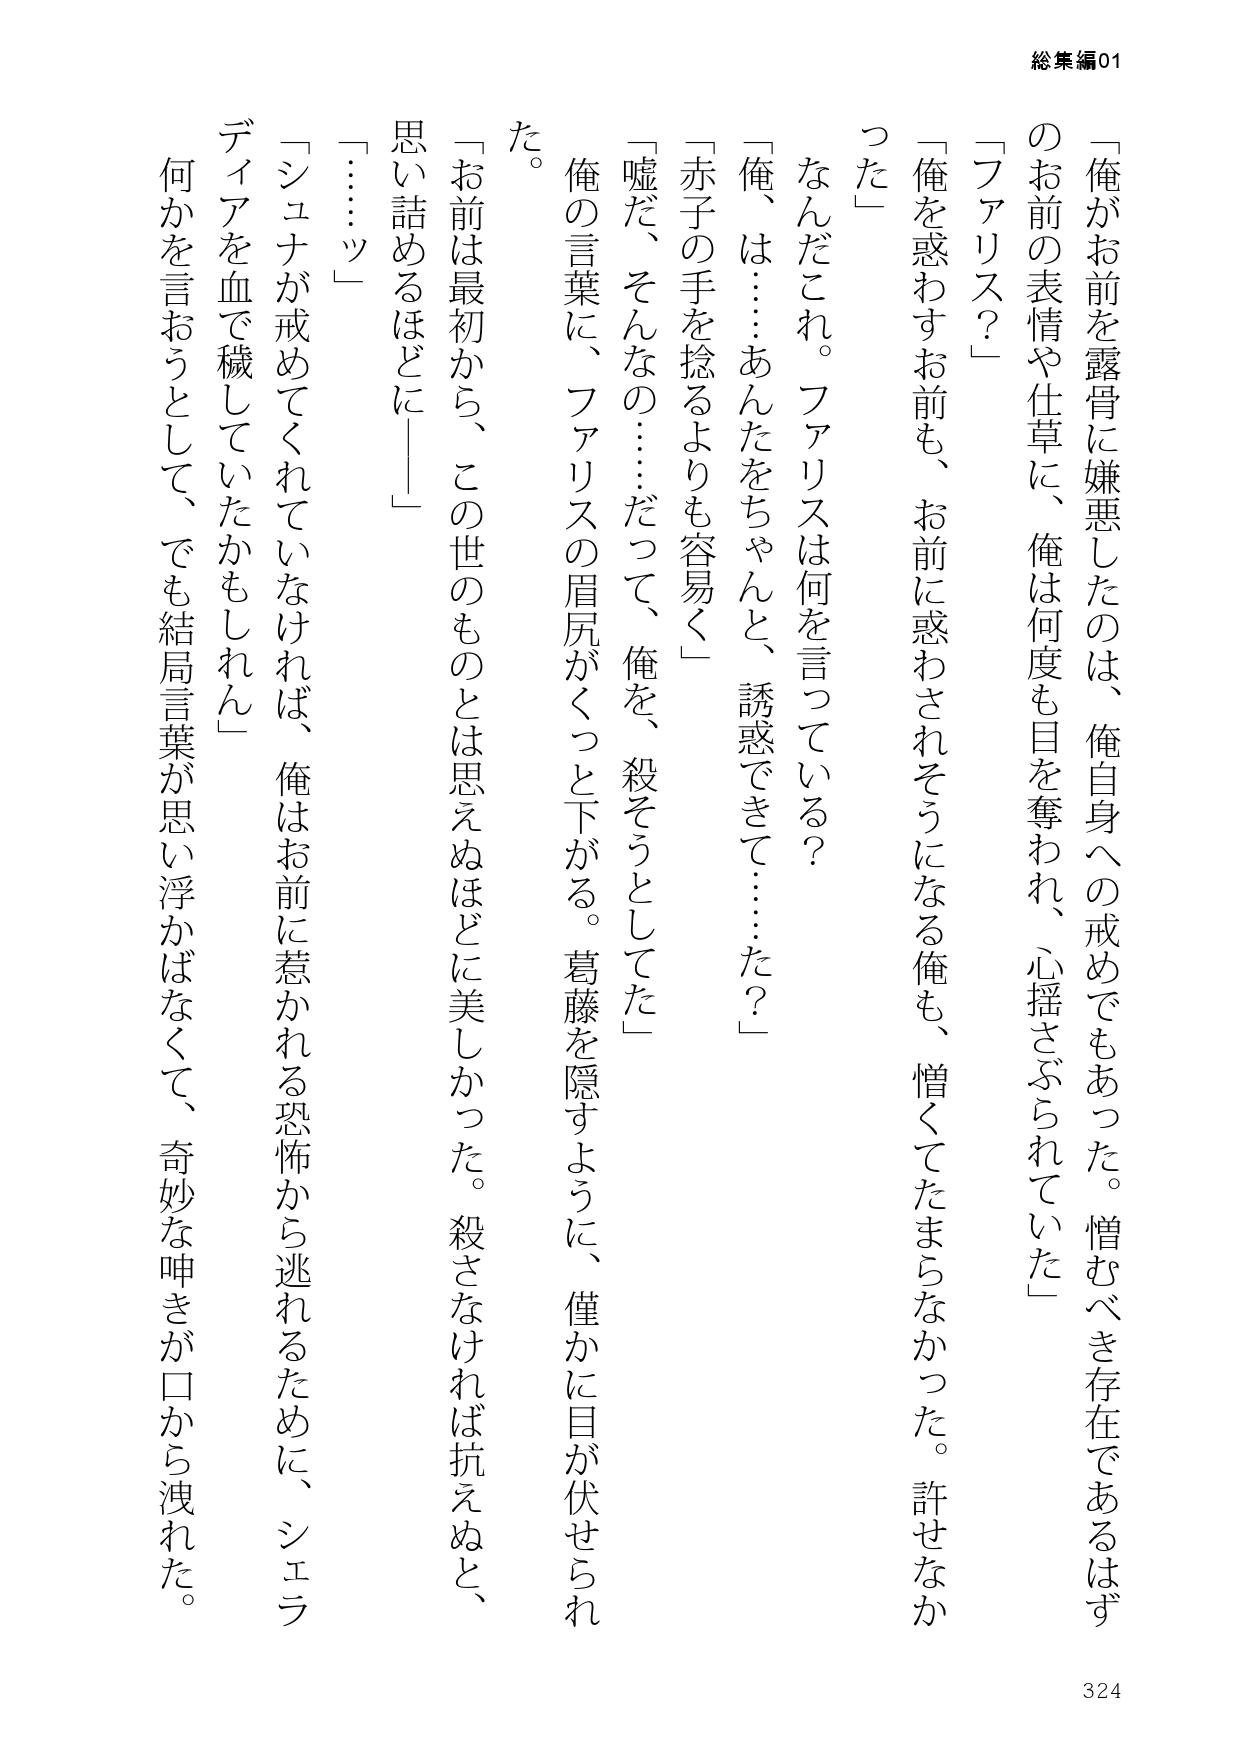 総集編01
「俺がお前を露骨に嫌悪したのは、俺自身への戒めでもあった。憎むべき存在であるはず
のお前の表情や仕草に、俺は何度も目を奪われ、心揺さぶられていた」
「ファリス？」
「俺を惑わすお前も、お前に惑わされそうになる俺も、憎くてたまらなかった。許せなか
った」
　なんだこれ。ファリスは何を言っている？
「俺、は……あんたをちゃんと、誘惑できて……た？」
「赤子の手を捻るよりも容易く」
「嘘だ、そんなの……だって、俺を、殺そうとしてた」
　俺の言葉に、ファリスの眉尻がくっと下がる。葛藤を隠すように、僅かに目が伏せられ
た。
「お前は最初から、この世のものとは思えぬほどに美しかった。殺さなければ抗えぬと、
思い詰めるほどに――」
「……ッ」
「シュナが戒めてくれていなければ、俺はお前に惹かれる恐怖から逃れるために、シェラ
ディアを血で穢していたかもしれん」
　何かを言おうとして、でも結局言葉が思い浮かばなくて、奇妙な呻きが口から洩れた。
324